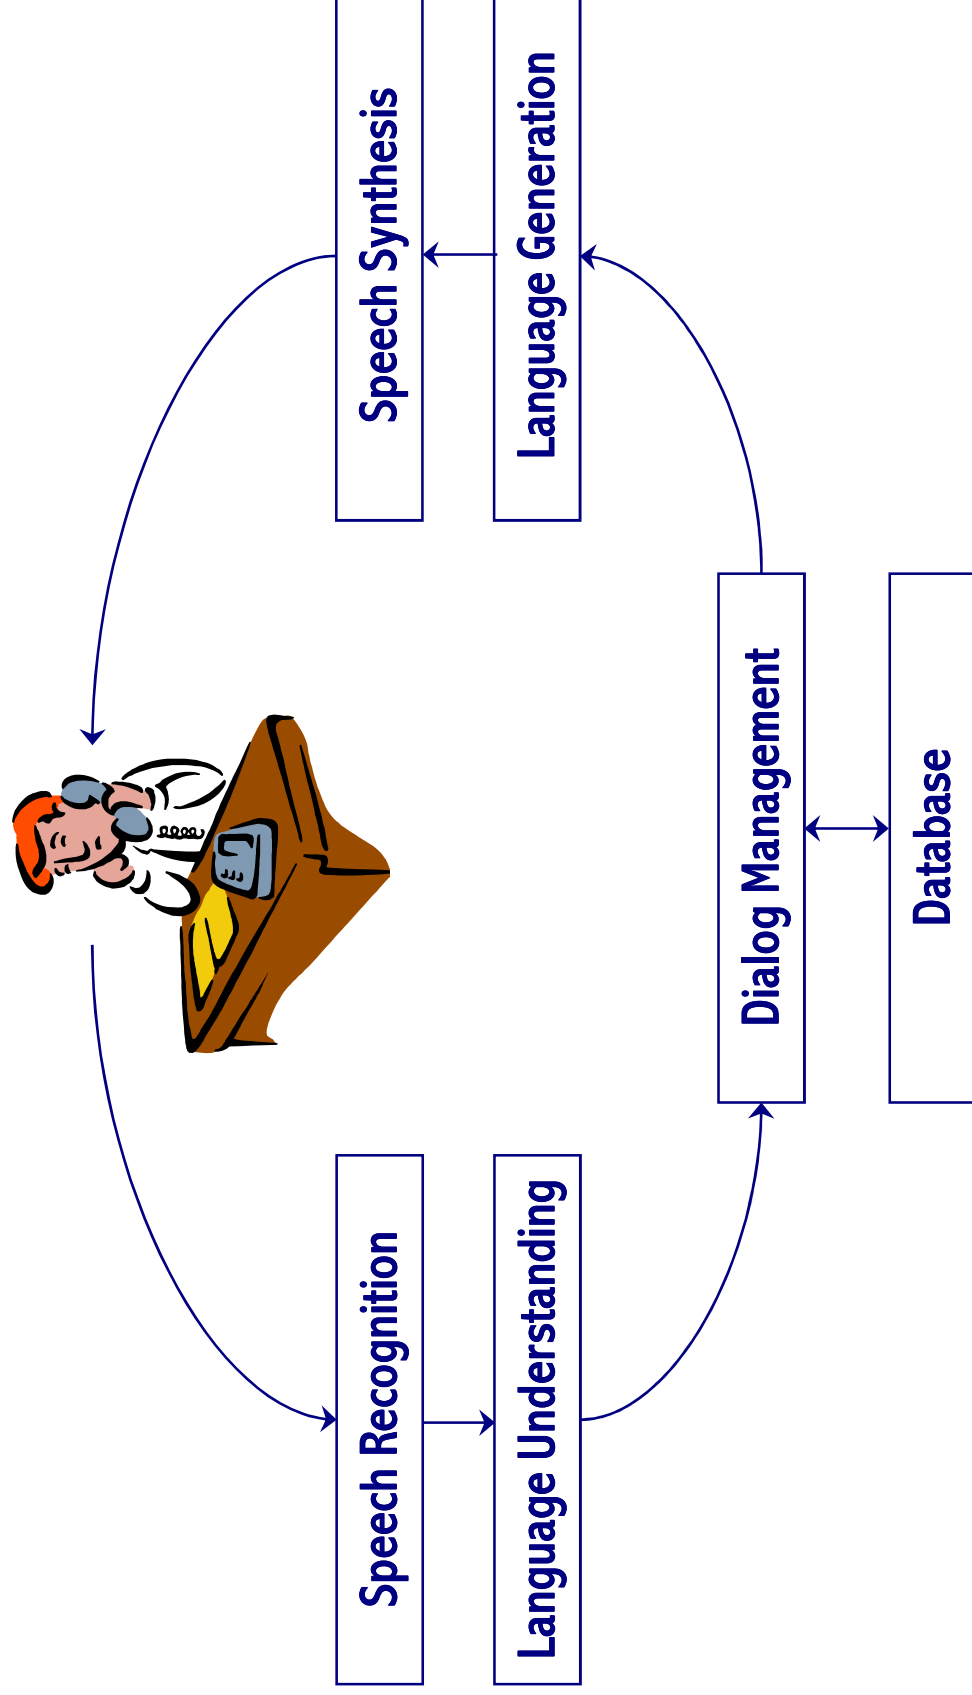 Speech Recognition
Speech Synthesis
Language Understanding
Language Generation
Dialog Management
Database